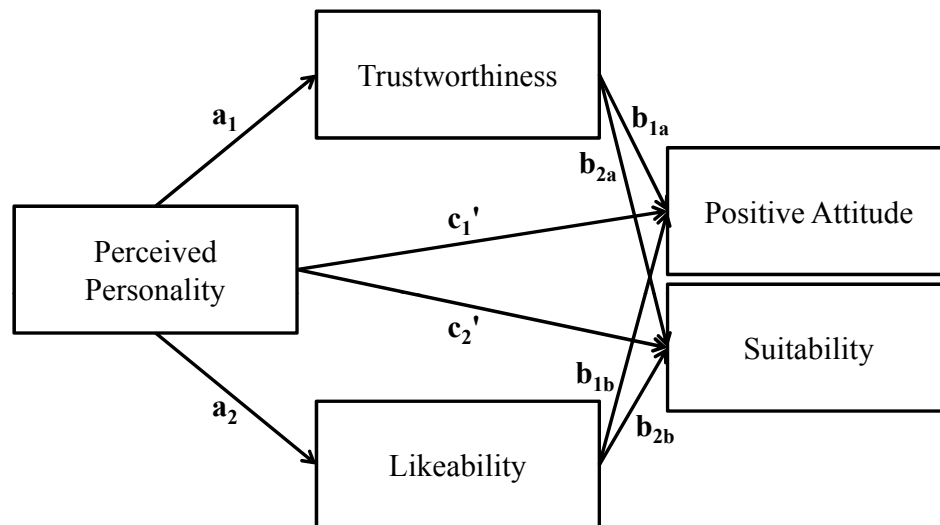 Trustworthiness
a₁
b₁ₐ
b₂ₐ
Positive Attitude
c₁'
Perceived
Personality
c₂'
Suitability
b₁b
a₂
b₂b
Likeability